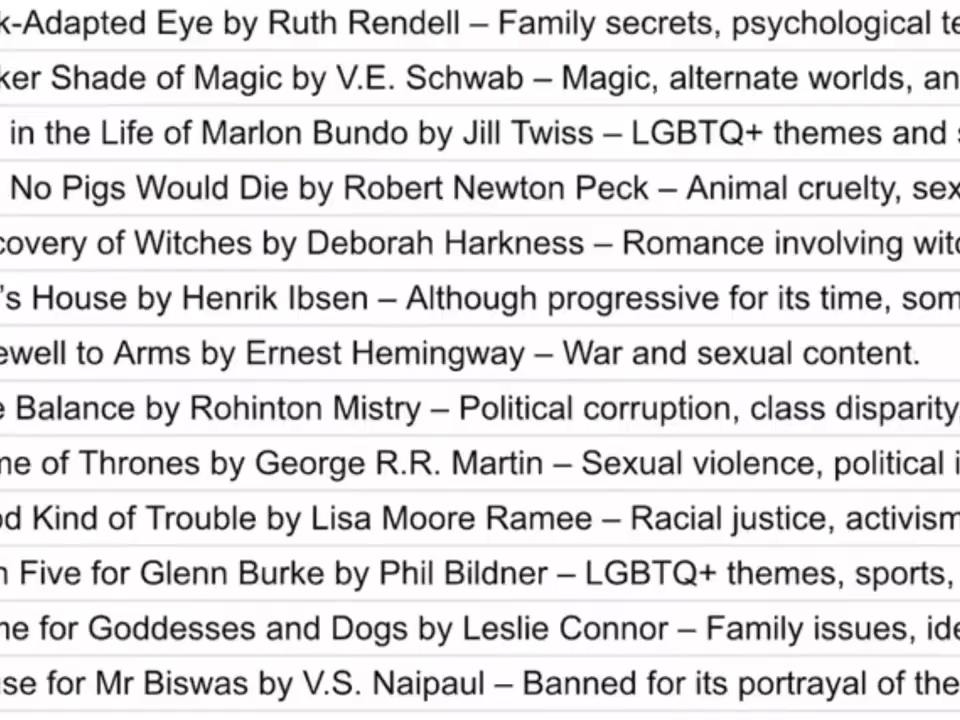 k-Adapted Eye by Ruth Rendell – Family secrets, psychological te
ker Shade of Magic by V.E. Schwab – Magic, alternate worlds, an
in the Life of Marlon Bundo by Jill Twiss – LGBTQ+ themes and s
No Pigs Would Die by Robert Newton Peck – Animal cruelty, sex
covery of Witches by Deborah Harkness – Romance involving witc
's House by Henrik Ibsen – Although progressive for its time, som
ewell to Arms by Ernest Hemingway – War and sexual content.
e Balance by Rohinton Mistry – Political corruption, class disparity,
me of Thrones by George R.R. Martin – Sexual violence, political i
od Kind of Trouble by Lisa Moore Ramee – Racial justice, activism
n Five for Glenn Burke by Phil Bildner – LGBTQ+ themes, sports,
me for Goddesses and Dogs by Leslie Connor – Family issues, ide
use for Mr Biswas by V.S. Naipaul – Banned for its portrayal of the